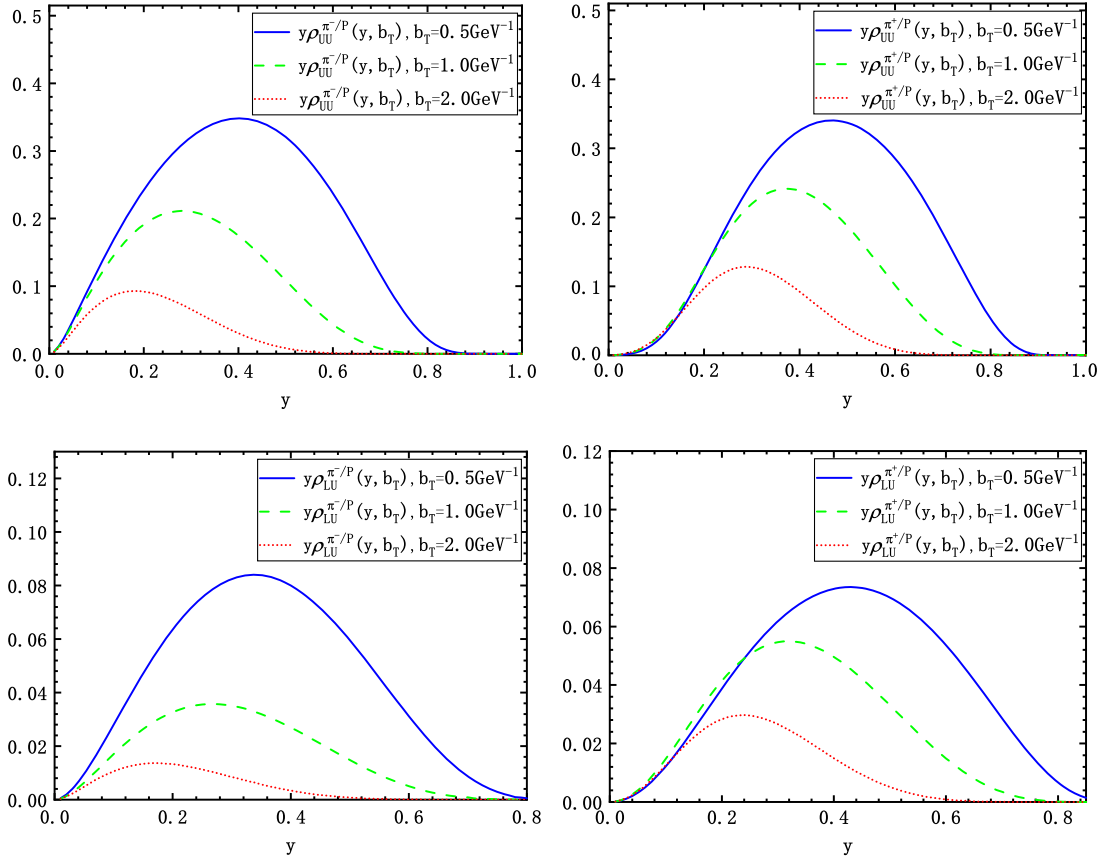 yρ_UU^π⁻/P(y, b_T), b_T=0.5GeV⁻¹
yρ_UU^π⁻/P(y, b_T), b_T=1.0GeV⁻¹
yρ_UU^π⁻/P(y, b_T), b_T=2.0GeV⁻¹
0.5
0.4
0.3
0.2
0.1
0.0
0.0 0.2 0.4 0.6 0.8 1.0
y
yρ_UU^π⁺/P(y, b_T), b_T=0.5GeV⁻¹
yρ_UU^π⁺/P(y, b_T), b_T=1.0GeV⁻¹
yρ_UU^π⁺/P(y, b_T), b_T=2.0GeV⁻¹
0.5
0.4
0.3
0.2
0.1
0.0
0.0 0.2 0.4 0.6 0.8 1.0
y
yρ_LU^π⁻/P(y, b_T), b_T=0.5GeV⁻¹
yρ_LU^π⁻/P(y, b_T), b_T=1.0GeV⁻¹
yρ_LU^π⁻/P(y, b_T), b_T=2.0GeV⁻¹
0.12
0.10
0.08
0.06
0.04
0.02
0.00
0.0 0.2 0.4 0.6 0.8
y
yρ_LU^π⁺/P(y, b_T), b_T=0.5GeV⁻¹
yρ_LU^π⁺/P(y, b_T), b_T=1.0GeV⁻¹
yρ_LU^π⁺/P(y, b_T), b_T=2.0GeV⁻¹
0.12
0.10
0.08
0.06
0.04
0.02
0.00
0.0 0.2 0.4 0.6 0.8
y